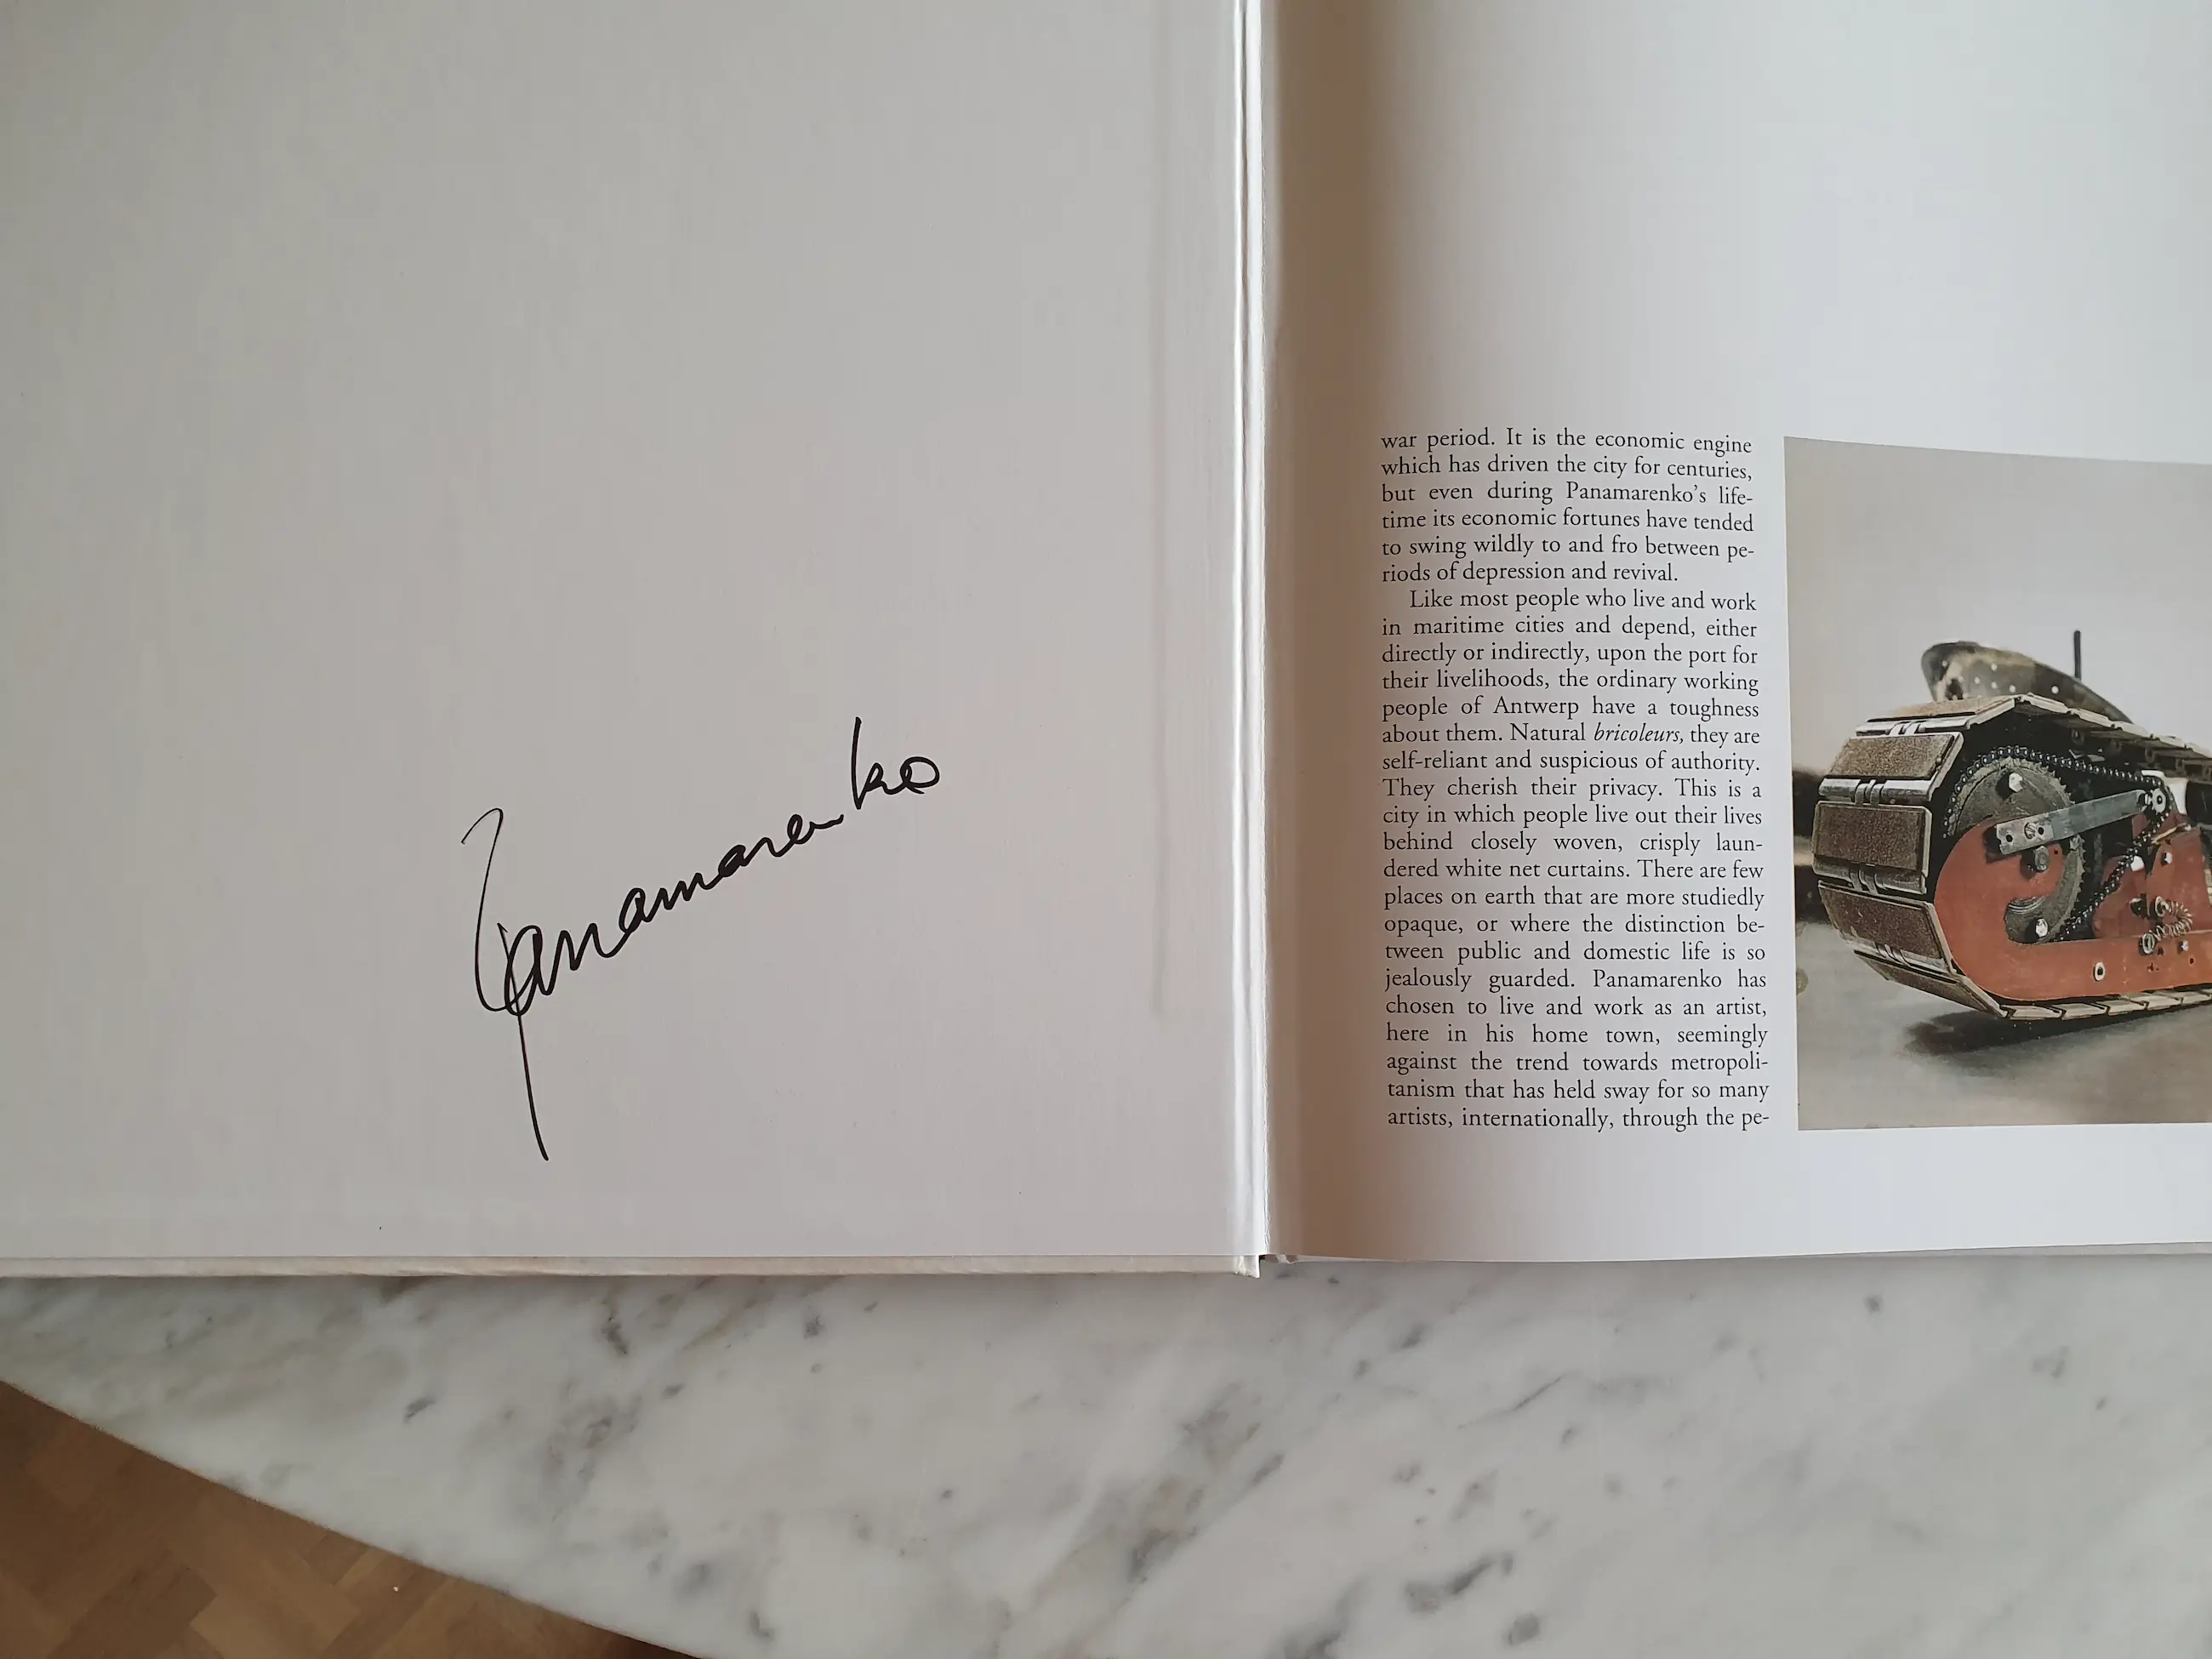 Panamarenko
war period. It is the economic engine
which has driven the city for centuries,
but even during Panamarenko's life-
time its economic fortunes have tended
to swing wildly to and fro between pe-
riods of depression and revival.
Like most people who live and work
in maritime cities and depend, either
directly or indirectly, upon the port for
their livelihoods, the ordinary working
people of Antwerp have a toughness
about them. Natural bricoleurs, they are
self-reliant and suspicious of authority.
They cherish their privacy. This is a
city in which people live out their lives
behind closely woven, crisply laun-
dered white net curtains. There are few
places on earth that are more studiedly
opaque, or where the distinction be-
tween public and domestic life is so
jealously guarded. Panamarenko has
chosen to live and work as an artist,
here in his home town, seemingly
against the trend towards metropoli-
tanism that has held sway for so many
artists, internationally, through the pe-